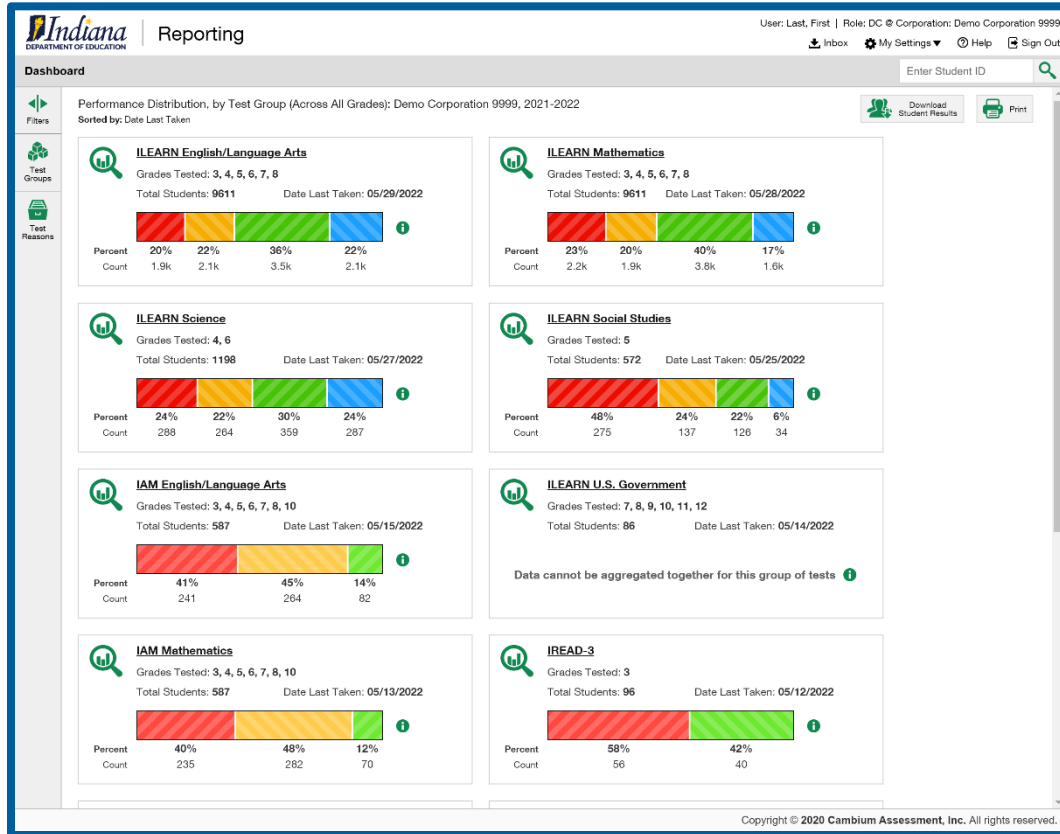 Indiana
DEPARTMENT OF EDUCATION
Reporting
User: Last, First | Role: DC @ Corporation: Demo Corporation 9999
Inbox My Settings ▼ Help Sign Out
Dashboard
Enter Student ID
Filters
Test
Groups
Test
Reasons
Performance Distribution, by Test Group (Across All Grades): Demo Corporation 9999, 2021-2022
Sorted by: Date Last Taken
Download
Student Results
Print
ILEARN English/Language Arts
Grades Tested: 3, 4, 5, 6, 7, 8
Total Students: 9611 Date Last Taken: 05/29/2022
Percent 20% 22% 36% 22%
Count 1.9k 2.1k 3.5k 2.1k
ILEARN Mathematics
Grades Tested: 3, 4, 5, 6, 7, 8
Total Students: 9611 Date Last Taken: 05/28/2022
Percent 23% 20% 40% 17%
Count 2.2k 1.9k 3.8k 1.6k
ILEARN Science
Grades Tested: 4, 6
Total Students: 1198 Date Last Taken: 05/27/2022
Percent 24% 22% 30% 24%
Count 288 264 359 287
ILEARN Social Studies
Grades Tested: 5
Total Students: 572 Date Last Taken: 05/25/2022
Percent 48% 24% 22% 6%
Count 275 137 126 34
IAM English/Language Arts
Grades Tested: 3, 4, 5, 6, 7, 8, 10
Total Students: 587 Date Last Taken: 05/15/2022
Percent 41% 45% 14%
Count 241 264 82
ILEARN U.S. Government
Grades Tested: 7, 8, 9, 10, 11, 12
Total Students: 86 Date Last Taken: 05/14/2022
Data cannot be aggregated together for this group of tests
IAM Mathematics
Grades Tested: 3, 4, 5, 6, 7, 8, 10
Total Students: 587 Date Last Taken: 05/13/2022
Percent 40% 48% 12%
Count 235 282 70
IREAD-3
Grades Tested: 3
Total Students: 96 Date Last Taken: 05/12/2022
Percent 58% 42%
Count 56 40
Copyright © 2020 Cambium Assessment, Inc. All rights reserved.